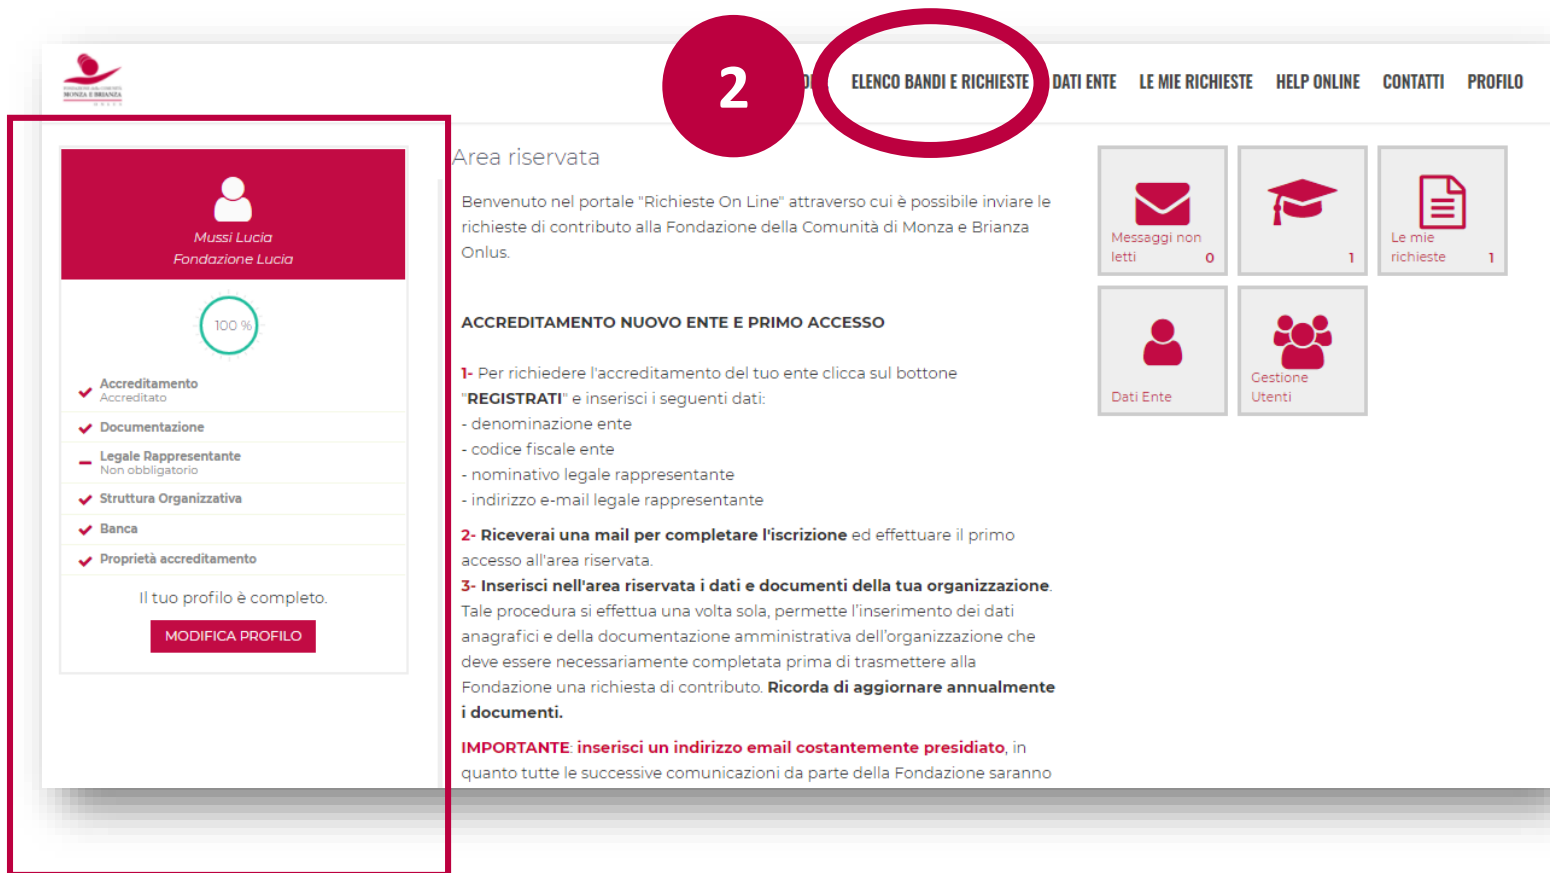 FONDAZIONE della COMUNITÀ
MONZA E BRIANZA
ONLUS
2
ELENCO BANDI E RICHIESTE
DATI ENTE
LE MIE RICHIESTE
HELP ONLINE
CONTATTI
PROFILO
Mussi Lucia
Fondazione Lucia
100 %
Accreditamento
Accreditato
Documentazione
Legale Rappresentante
Non obbligatorio
Struttura Organizzativa
Banca
Proprietà accreditamento
Il tuo profilo è completo.
MODIFICA PROFILO
Area riservata
Benvenuto nel portale "Richieste On Line" attraverso cui è possibile inviare le
richieste di contributo alla Fondazione della Comunità di Monza e Brianza
Onlus.
ACCREDITAMENTO NUOVO ENTE E PRIMO ACCESSO
1- Per richiedere l'accreditamento del tuo ente clicca sul bottone
"REGISTRATI" e inserisci i seguenti dati:
- denominazione ente
- codice fiscale ente
- nominativo legale rappresentante
- indirizzo e-mail legale rappresentante
2- Riceverai una mail per completare l'iscrizione ed effettuare il primo
accesso all'area riservata.
3- Inserisci nell'area riservata i dati e documenti della tua organizzazione.
Tale procedura si effettua una volta sola, permette l'inserimento dei dati
anagrafici e della documentazione amministrativa dell'organizzazione che
deve essere necessariamente completata prima di trasmettere alla
Fondazione una richiesta di contributo. Ricorda di aggiornare annualmente
i documenti.
IMPORTANTE: inserisci un indirizzo email costantemente presidiato, in
quanto tutte le successive comunicazioni da parte della Fondazione saranno
Messaggi non
letti 0
1
Le mie
richieste 1
Dati Ente
Gestione
Utenti